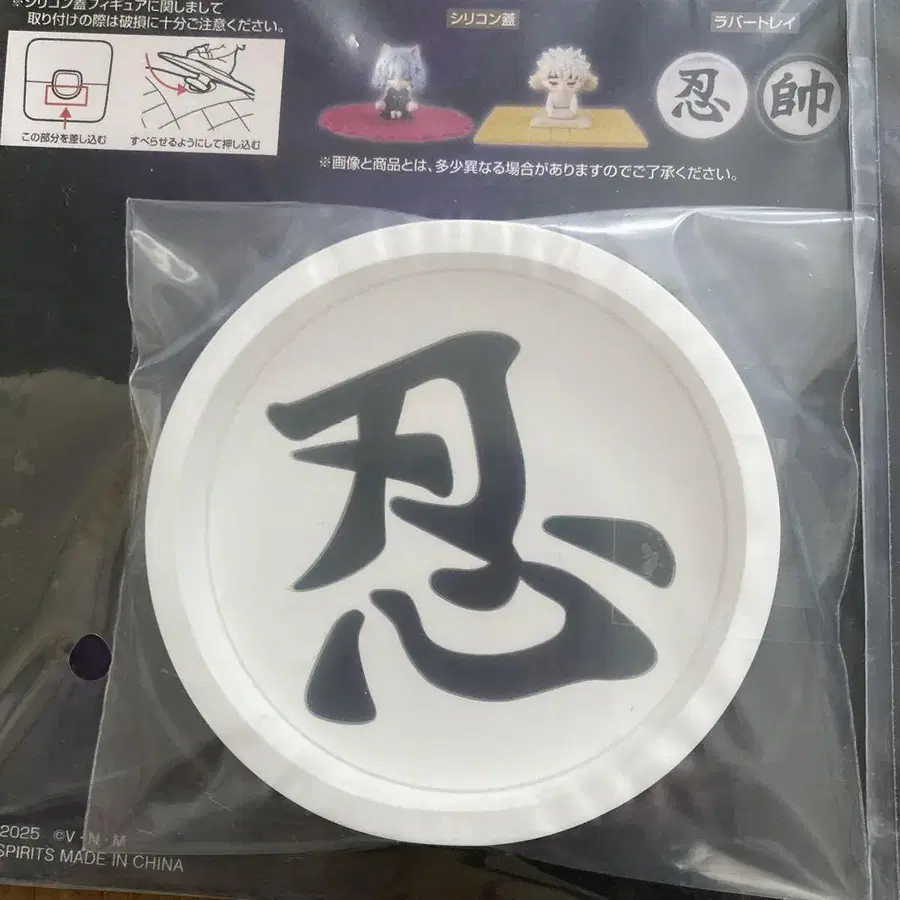 ※シリコン蓋フィギュアに関しまして
取り付けの際は破損に十分ご注意ください。
この部分を差し込む
すべらせるようにして押し込む
シリコン蓋
ラバートレイ
忍
帥
※画像と商品とは、多少異なる場合がありますのでご了承ください。
忍
2025 ©V・N・M
SPIRITS MADE IN CHINA